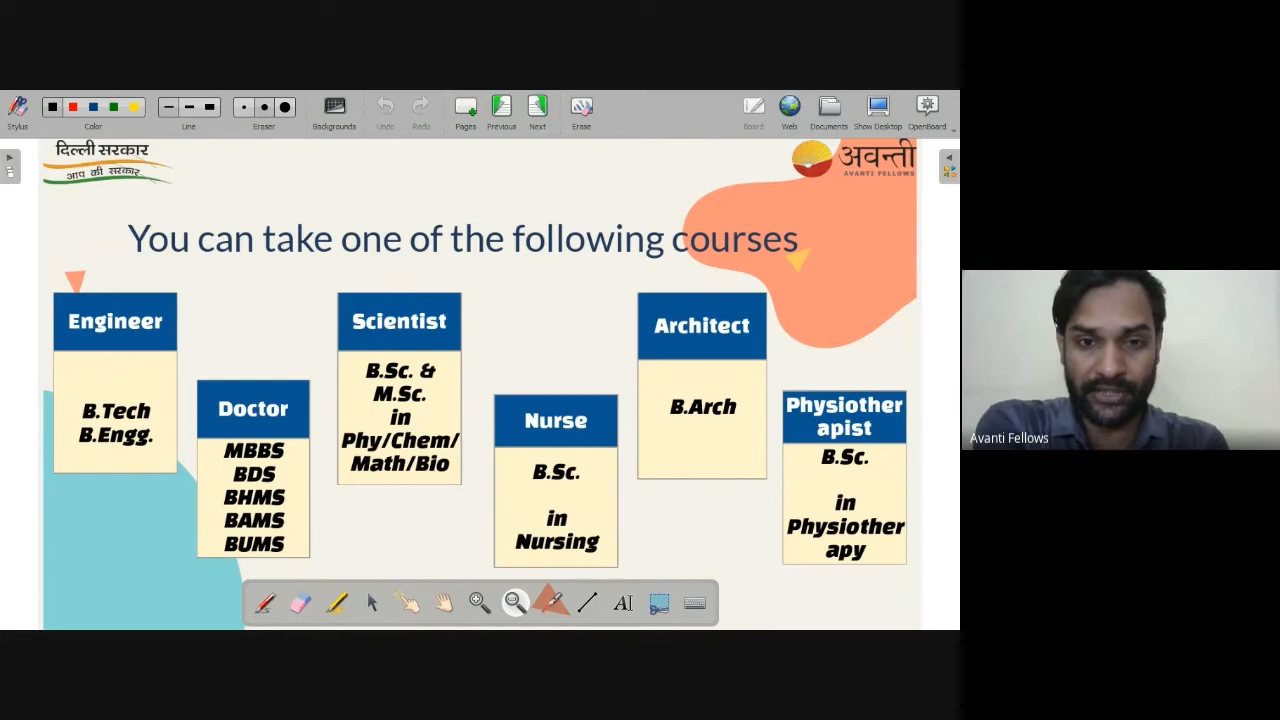 Stylus
Color
Line
Eraser
Backgrounds
Undo
Redo
Pages
Previous
Next
Erase
Board
Web
Documents
Show Desktop
OpenBoard
दिल्ली सरकार
आप की सरकार
अवन्ती
AVANTI FELLOWS
You can take one of the following courses
Engineer
B.Tech
B.Engg.
Doctor
MBBS
BDS
BHMS
BAMS
BUMS
Scientist
B.Sc. &
M.Sc.
in
Phy/Chem/
Math/Bio
Nurse
B.Sc.
in
Nursing
Architect
B.Arch
Physiother
apist
B.Sc.
in
Physiother
apy
AI
Avanti Fellows